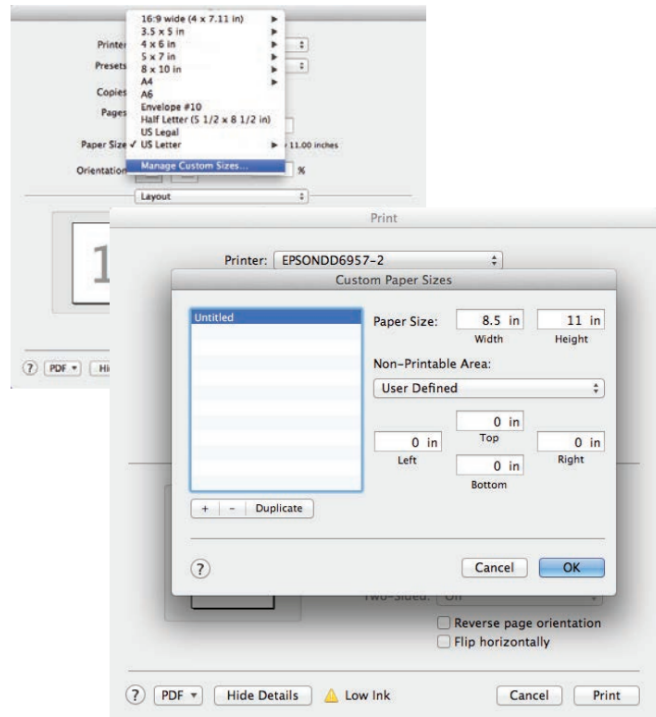 16:9 wide (4 x 7.11 in)
3.5 x 5 in
Printer 4 x 6 in
5 x 7 in
Presets 8 x 10 in
A4
Copies A6
Envelope #10
Pages Half Letter (5 1/2 x 8 1/2 in)
US Legal
Paper Size ✓ US Letter 11.00 inches
Orientation Manage Custom Sizes... %
Layout
1
? PDF Hi
Print
Printer: EPSONDD6957-2
Custom Paper Sizes
Untitled
Paper Size: 8.5 in 11 in
Width Height
Non-Printable Area:
User Defined
0 in
Top
0 in 0 in
Left Right
0 in
Bottom
+ - Duplicate
? Cancel OK
Two-Sided: Off
Reverse page orientation
Flip horizontally
? PDF Hide Details Low Ink Cancel Print